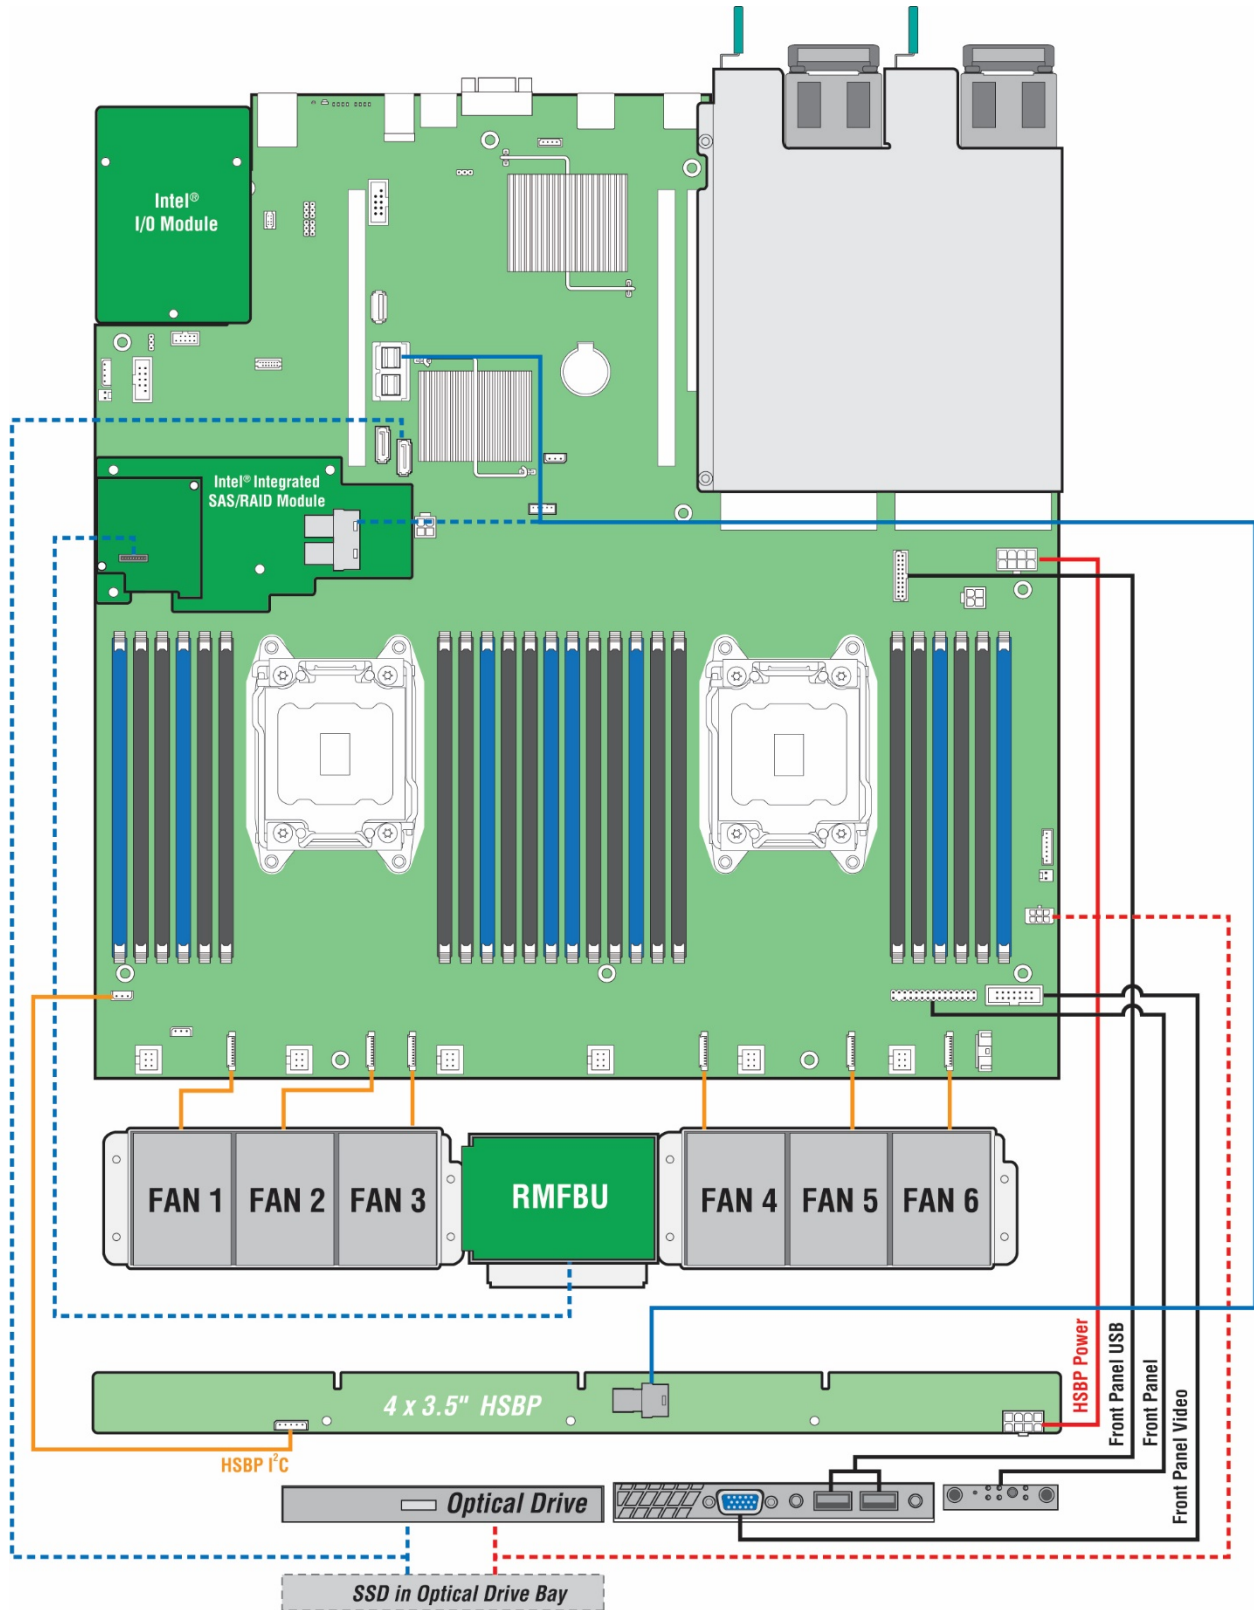 Intel®
I/O Module
Intel® Integrated
SAS/RAID Module
FAN 1
FAN 2
FAN 3
RMFBU
FAN 4
FAN 5
FAN 6
HSBP Power
Front Panel USB
Front Panel
Front Panel Video
4 x 3.5" HSBP
HSBP I²C
Optical Drive
SSD in Optical Drive Bay